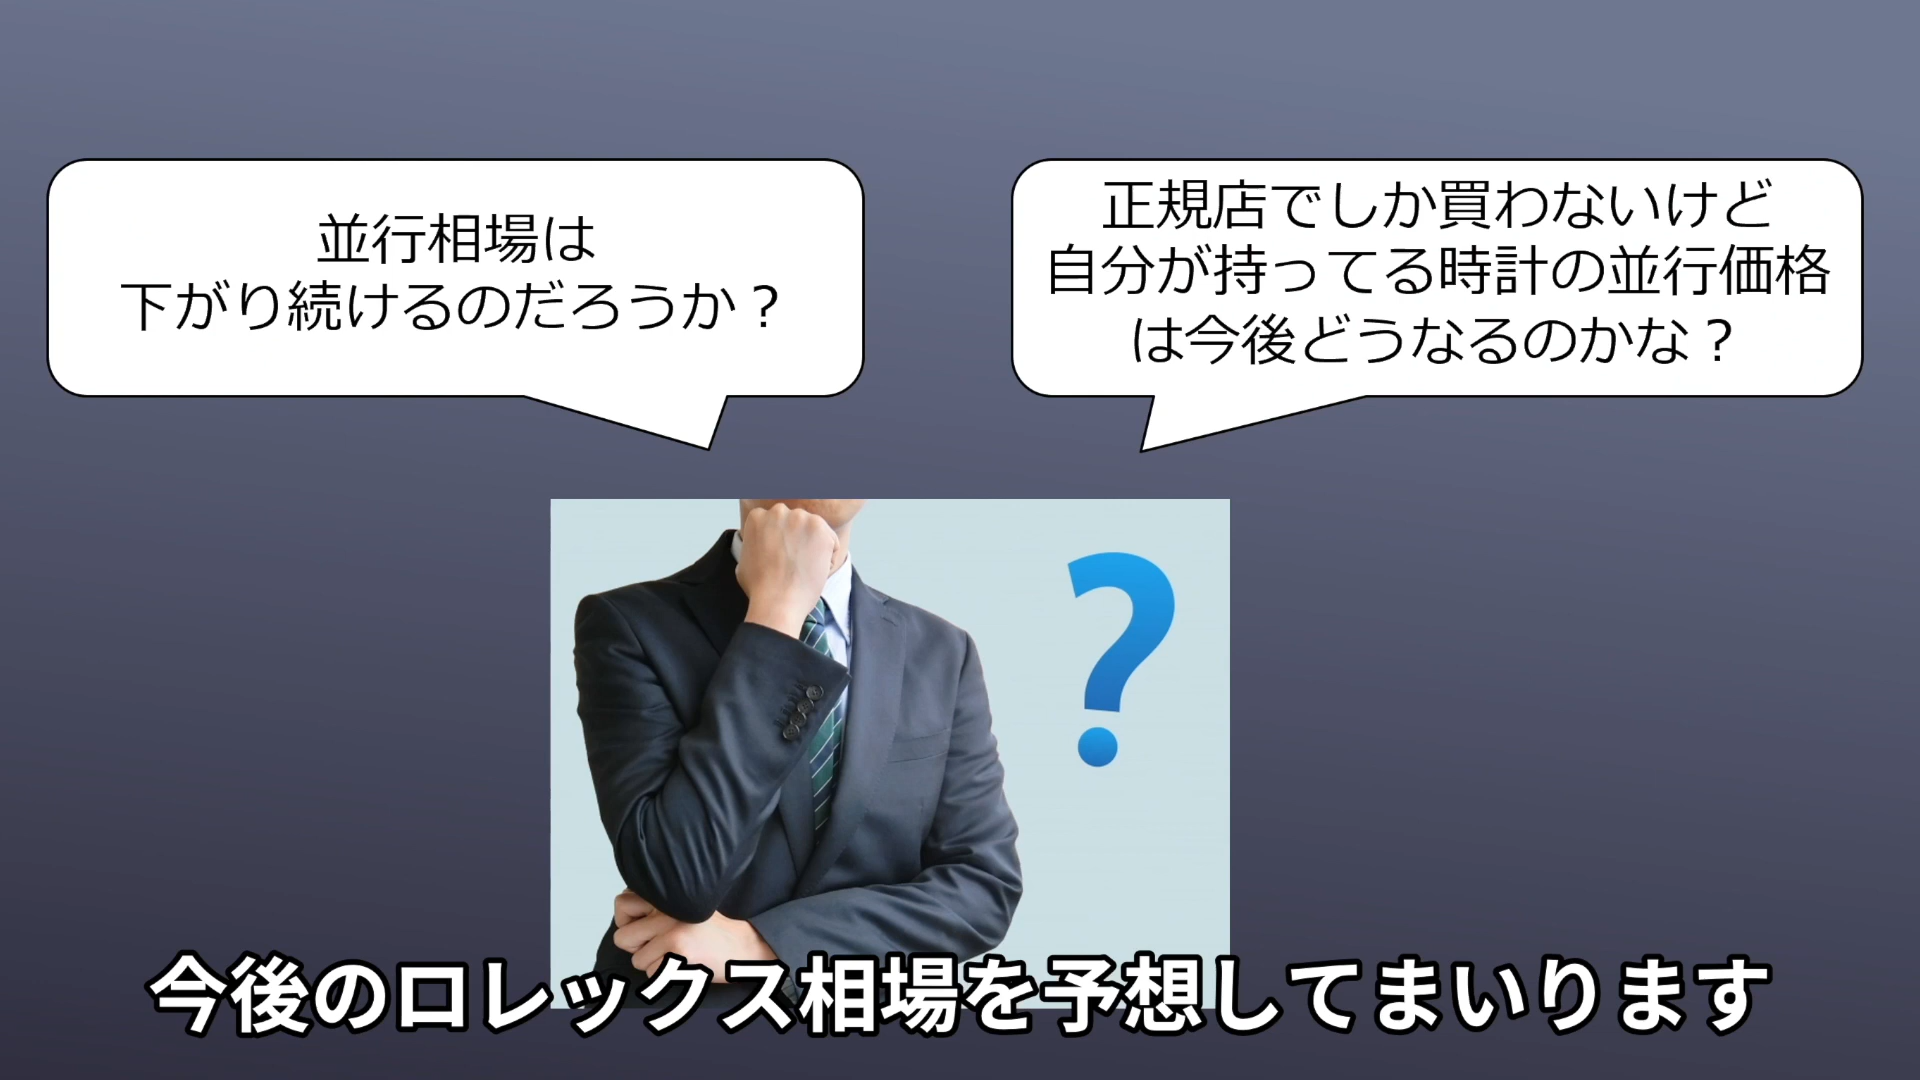 並行相場は
下がり続けるのだろうか？
正規店でしか買わないけど
自分が持ってる時計の並行価格
は今後どうなるのかな？
?
今後のロレックス相場を予想してまいります